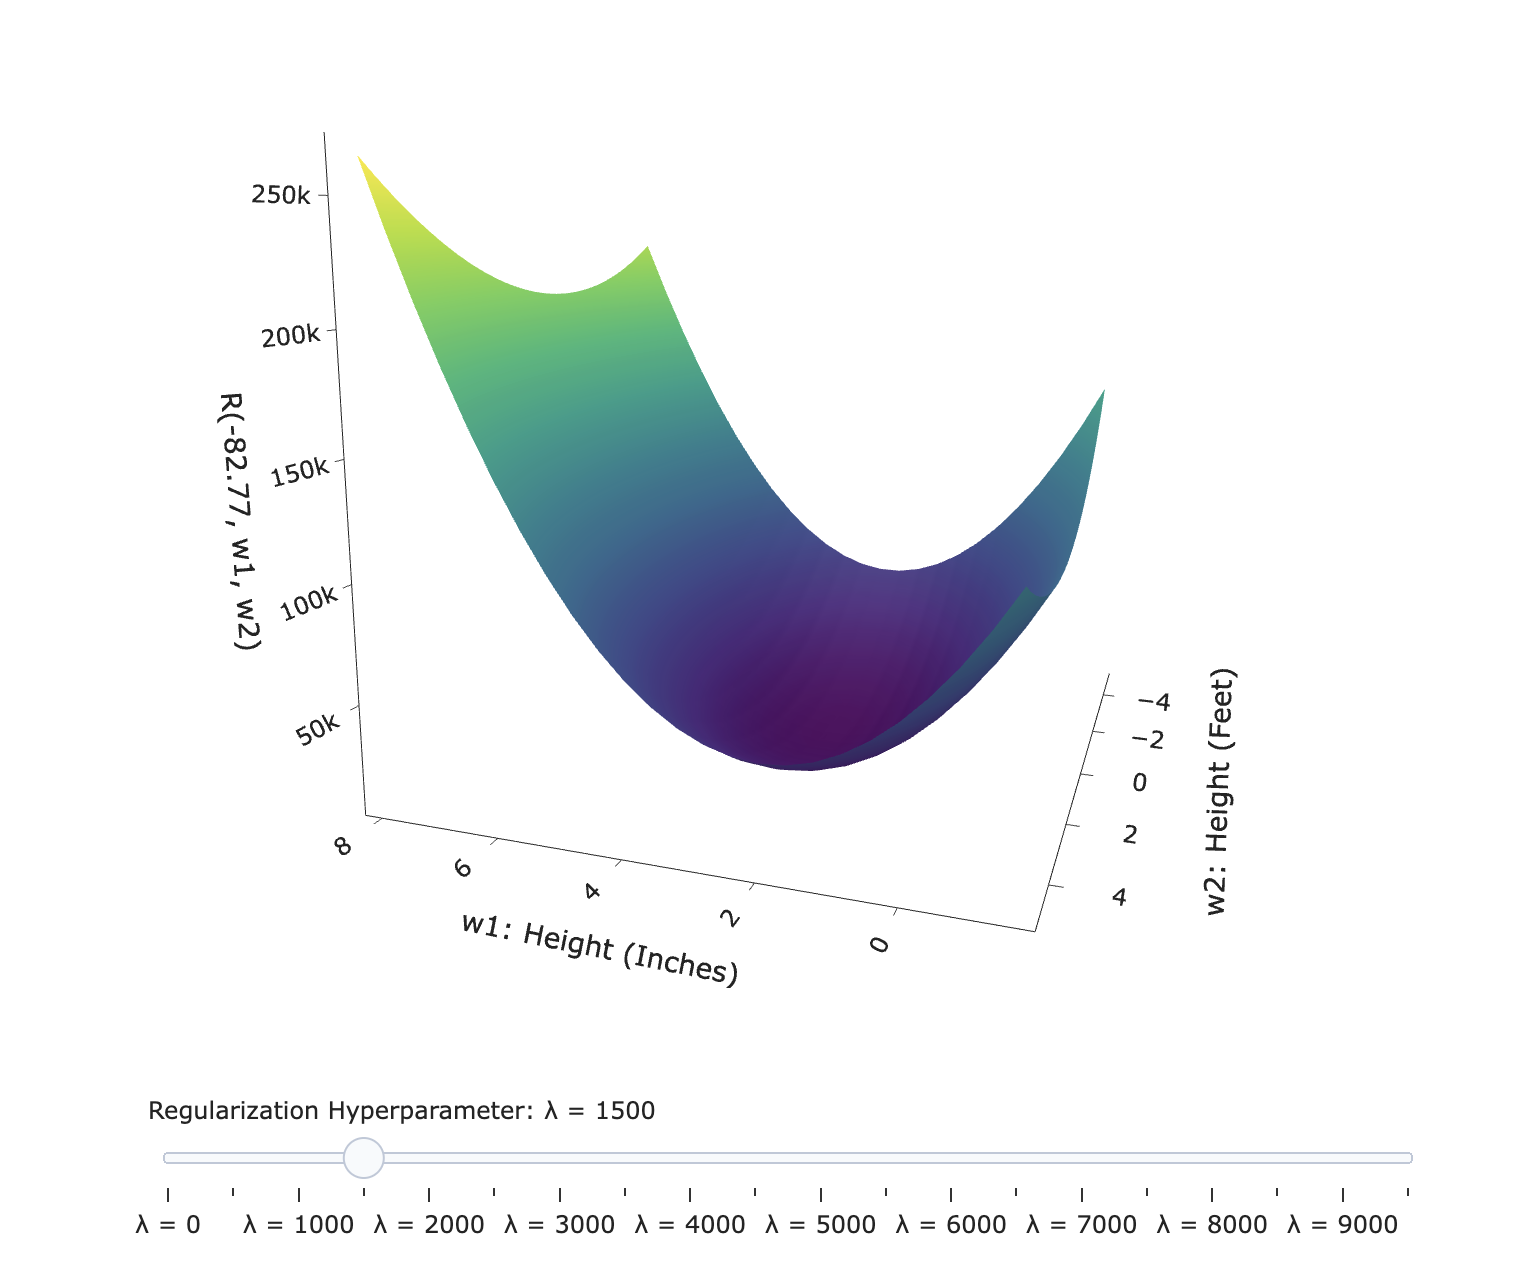 250k
200k
150k
100k
50k
R(-82.77, w1, w2)
8
6
4
2
0
w1: Height (Inches)
−4
−2
0
2
4
w2: Height (Feet)
Regularization Hyperparameter: λ = 1500
λ = 0 λ = 1000 λ = 2000 λ = 3000 λ = 4000 λ = 5000 λ = 6000 λ = 7000 λ = 8000 λ = 9000